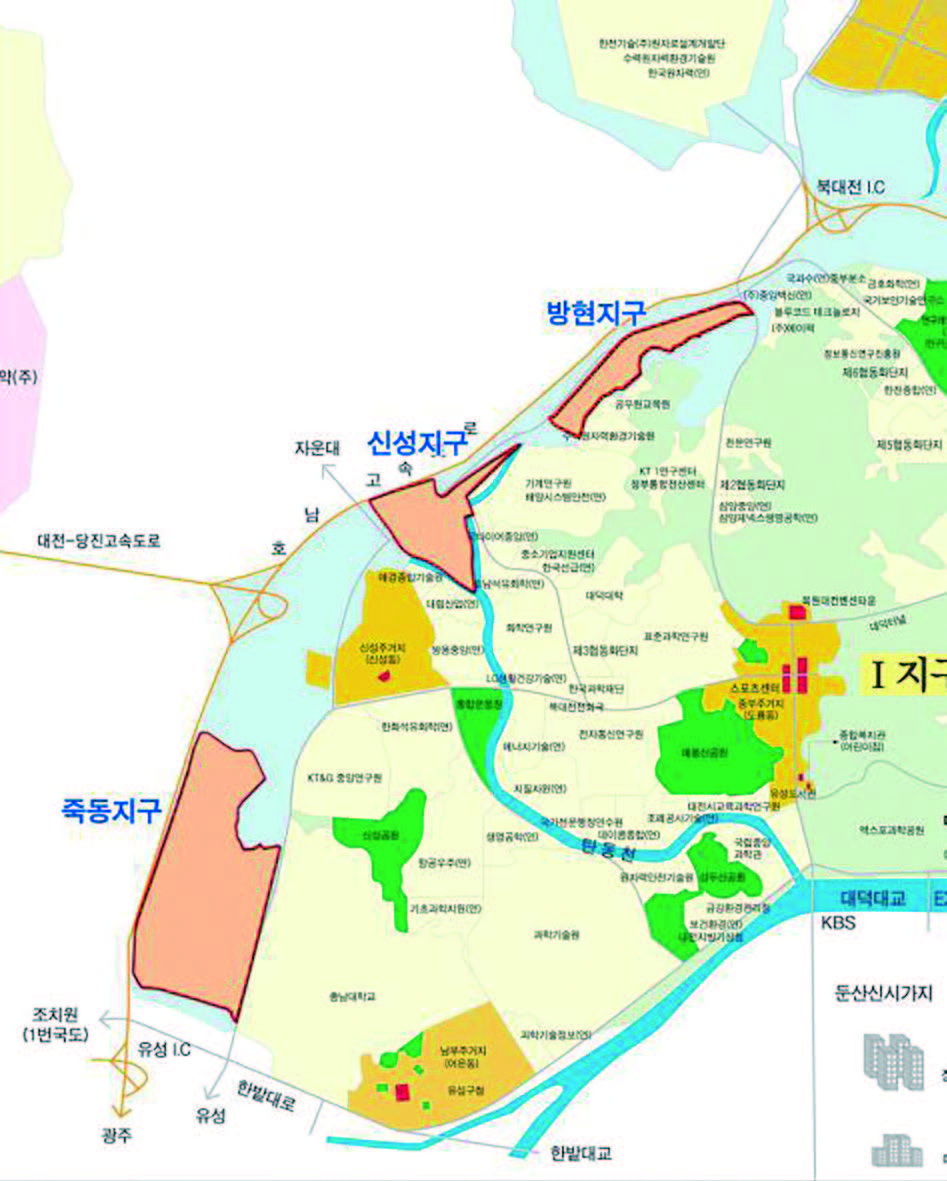 한전기술(주)원자로설계개발단
수력원자력환경기술원
한국원자력(연)
북대전 I.C
국과수(연)중부분소
금호화학(연)
(주)중앙백신(연)
국가보안기술연구소
블루코드 테크놀로지
(주)에이팩
방현지구
정보통신연구진흥원
제6협동화단지
한진중합(연)
약(주)
공무원교육원
원자력환경기술원
로
신성지구
자운대
속
고
천문연구원
제5협동화단지
KT 1연구센터
정부통합전산센터
제2협동화단지
기계연구원
해양시스템안전(연)
삼양중앙(연)
삼양제넥스생명공학(연)
남
호
대전-당진고속도로
타이어중앙(연)
중소기업지원센터
한국선급(연)
애경종합기술원
호남석유화학(연)
대덕대학
대림산업(연)
롯데대전컨벤션타운
대덕터널
화학연구원
표준과학연구원
신성주거지
(신성동)
쌍용중앙(연)
제3협동화단지
LG생활건강기술(연)
한국과학재단
스포츠센터
I 지구
종합운동장
북대전전화국
중부주거지
(도룡동)
한화석유화학(연)
전자통신연구원
에너지기술(연)
종합복지관
(어린이집)
매봉산공원
KT&G 중앙연구원
지질자원(연)
유성도서관
죽동지구
대전시교육과학연구원
국가전문행정연수원
조폐공사기술(연)
신성공원
생명공학(연)
엑스포과학공원
탄동천
국립중앙
과학관
항공우주(연)
원자력안전기술원
성두산공원
대덕대교
기초과학지원(연)
금강환경관리청
KBS
보건환경(연)
대전지방기상청
과학기술원
둔산신시가지
충남대학교
조치원
(1번국도)
과학기술정보(연)
유성 I.C
남부주거지
(어은동)
유성구청
한밭대로
유성
광주
한밭대교